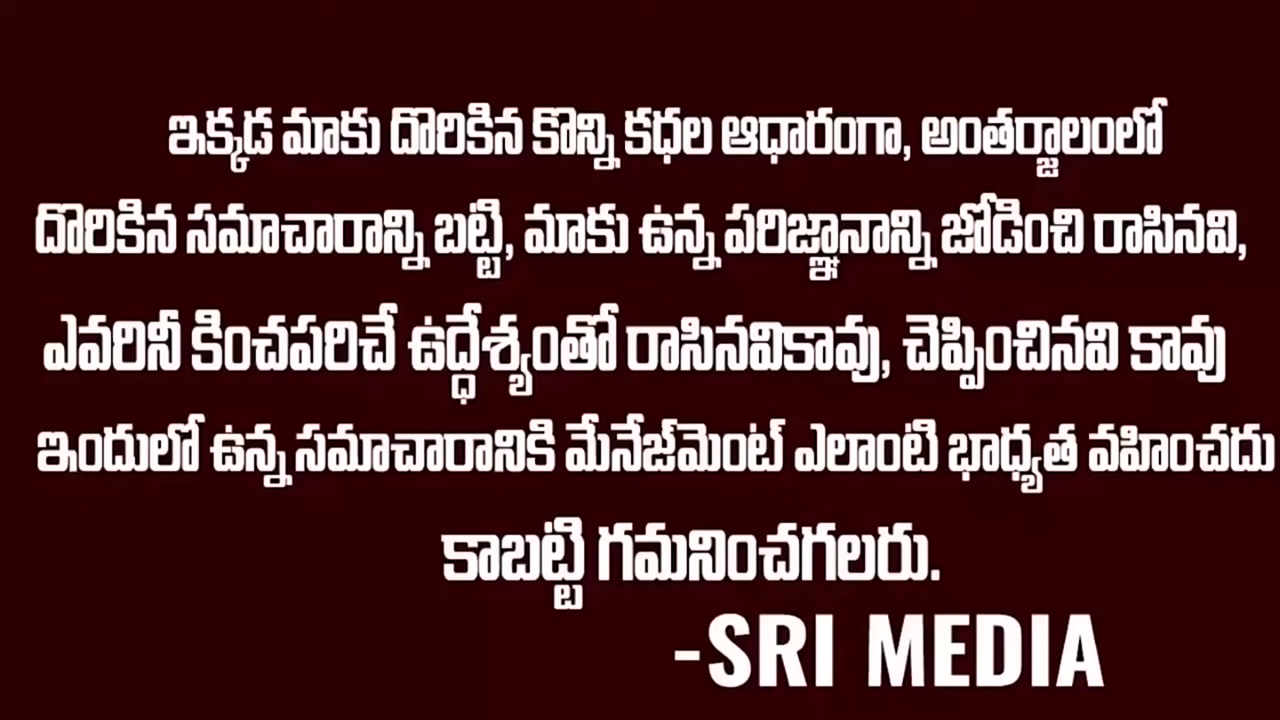 ఇక్కడ మాకు దొరికిన కొన్ని కధల ఆధారంగా, అంతర్జాలంలో
దొరికిన సమాచారాన్ని బట్టి, మాకు ఉన్న పరిజ్ఞానాన్ని జోడించి రాసినవి,
ఎవరినీ కించపరిచే ఉద్ధేశ్యంతో రాసినవికావు, చెప్పించినవి కావు
ఇందులో ఉన్న సమాచారానికి మేనేజ్‌మెంట్ ఎలాంటి భాధ్యత వహించదు
కాబట్టి గమనించగలరు.
-SRI MEDIA